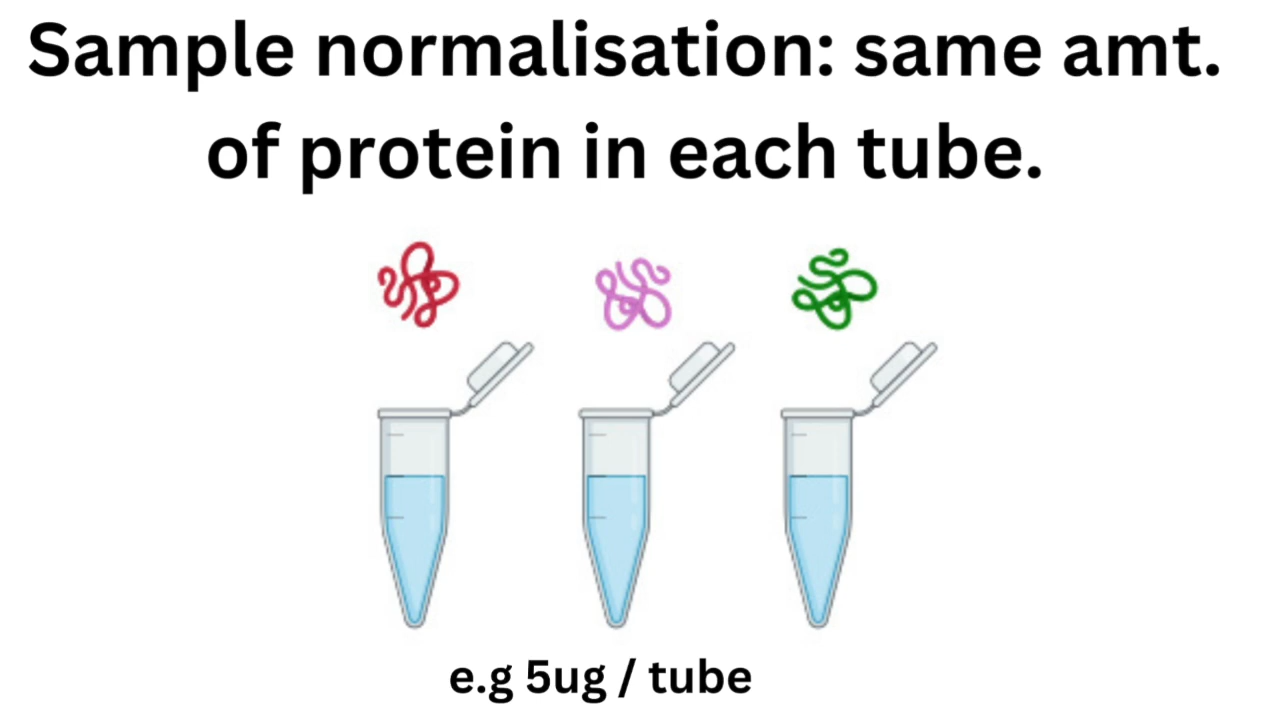 Sample normalisation: same amt.
of protein in each tube.
e.g 5ug / tube